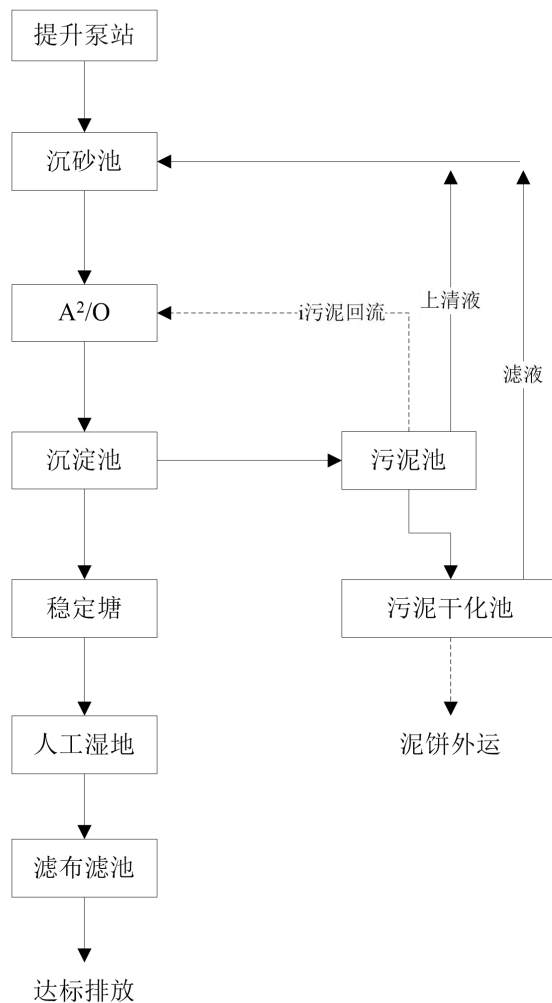 提升泵站
沉砂池
A²/O
i污泥回流
上清液
滤液
沉淀池
污泥池
稳定塘
污泥干化池
人工湿地
泥饼外运
滤布滤池
达标排放